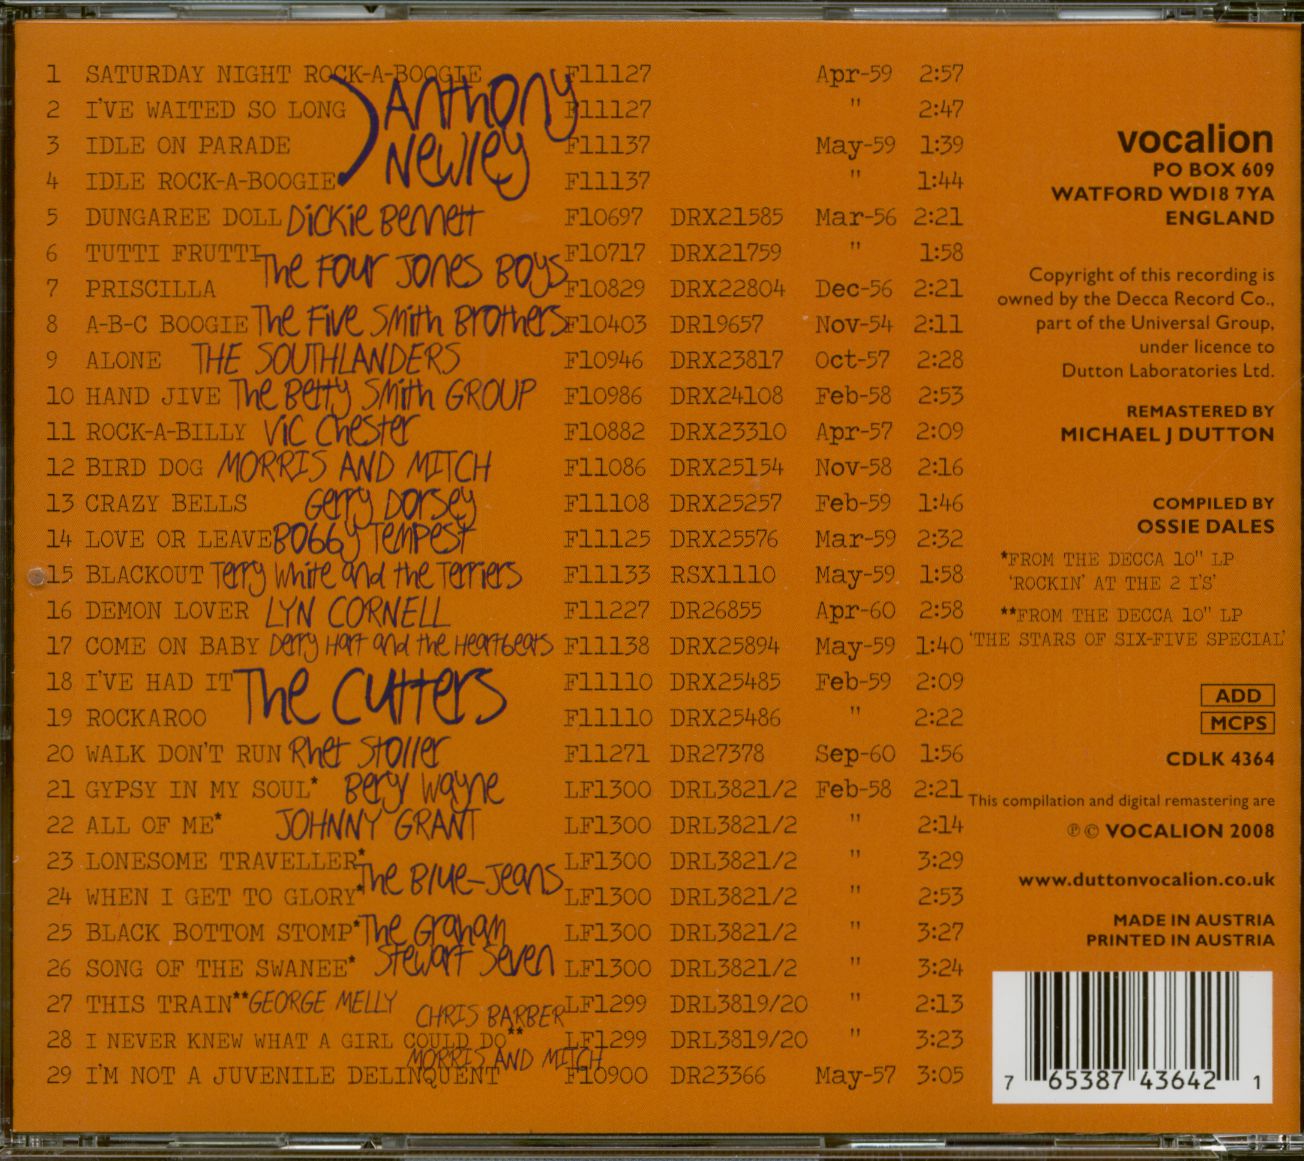 1 SATURDAY NIGHT ROCK-A-BOOGIE F11127 Apr-59 2:57
2 I'VE WAITED SO LONG F11127 " 2:47
Anthony
Newley
3 IDLE ON PARADE F11137 May-59 1:39
4 IDLE ROCK-A-BOOGIE F11137 " 1:44
5 DUNGAREE DOLL Dickie Bennett F10697 DRX21585 Mar-56 2:21
6 TUTTI FRUTTI F10717 DRX21759 " 1:58
The Four Jones Boys
7 PRISCILLA F10829 DRX22804 Dec-56 2:21
8 A-B-C BOOGIE The Five Smith Brothers F10403 DR19657 Nov-54 2:11
9 ALONE THE SOUTHLANDERS F10946 DRX23817 Oct-57 2:28
10 HAND JIVE The Betty Smith GROUP F10986 DRX24108 Feb-58 2:53
11 ROCK-A-BILLY Vic Chester F10882 DRX23310 Apr-57 2:09
12 BIRD DOG MORRIS AND MITCH F11086 DRX25154 Nov-58 2:16
13 CRAZY BELLS Gerry Dorsey F11108 DRX25257 Feb-59 1:46
14 LOVE OR LEAVE BOBBY TEMPEST F11125 DRX25576 Mar-59 2:32
15 BLACKOUT Terry White and the Terriers F11133 RSX1110 May-59 1:58
16 DEMON LOVER LYN CORNELL F11227 DR26855 Apr-60 2:58
17 COME ON BABY Derry Hart and the Heartbeats F11138 DRX25894 May-59 1:40
18 I'VE HAD IT F11110 DRX25485 Feb-59 2:09
The Cutters
19 ROCKAROO F11110 DRX25486 " 2:22
20 WALK DON'T RUN Rhet Stoller F11271 DR27378 Sep-60 1:56
21 GYPSY IN MY SOUL* Bery Wayne LF1300 DRL3821/2 Feb-58 2:21
22 ALL OF ME* JOHNNY GRANT LF1300 DRL3821/2 " 2:14
23 LONESOME TRAVELLER* LF1300 DRL3821/2 " 3:29
The Blue-Jeans
24 WHEN I GET TO GLORY* LF1300 DRL3821/2 " 2:53
25 BLACK BOTTOM STOMP* The Graham LF1300 DRL3821/2 " 3:27
Stewart Seven
26 SONG OF THE SWANEE* LF1300 DRL3821/2 " 3:24
27 THIS TRAIN** GEORGE MELLY LF1299 DRL3819/20 " 2:13
CHRIS BARBER
28 I NEVER KNEW WHAT A GIRL COULD DO** LF1299 DRL3819/20 " 3:23
MORRIS AND MITCH
29 I'M NOT A JUVENILE DELINQUENT F10900 DR23366 May-57 3:05
vocalion
PO BOX 609
WATFORD WD18 7YA
ENGLAND
Copyright of this recording is
owned by the Decca Record Co.,
part of the Universal Group,
under licence to
Dutton Laboratories Ltd.
REMASTERED BY
MICHAEL J DUTTON
COMPILED BY
OSSIE DALES
*FROM THE DECCA 10" LP
'ROCKIN' AT THE 2 I'S'
**FROM THE DECCA 10" LP
'THE STARS OF SIX-FIVE SPECIAL'
ADD
MCPS
CDLK 4364
This compilation and digital remastering are
℗ © VOCALION 2008
www.duttonvocalion.co.uk
MADE IN AUSTRIA
PRINTED IN AUSTRIA
7 65387 43642 1